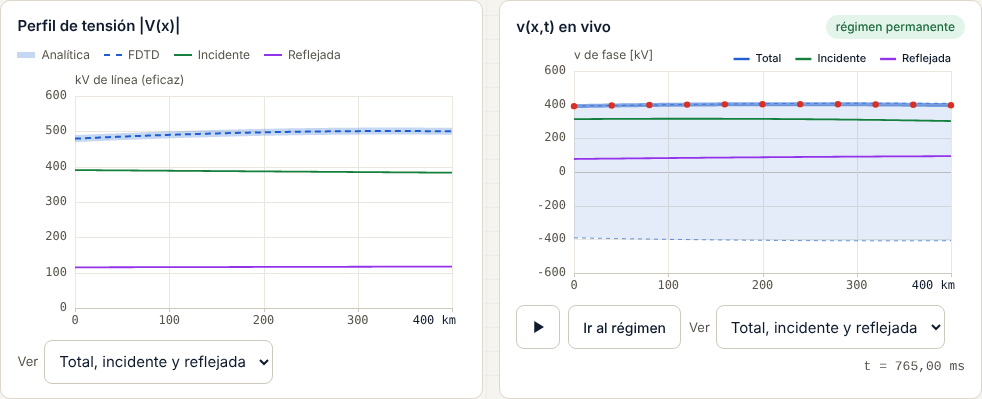 Perfil de tensión |V(x)|
Analítica FDTD Incidente Reflejada
kV de línea (eficaz)
600
500
400
300
200
100
0
0 100 200 300 400 km
Ver Total, incidente y reflejada
v(x,t) en vivo
régimen permanente
v de fase [kV] Total Incidente Reflejada
600
400
200
0
-200
-400
-600
0 100 200 300 400 km
Ir al régimen Ver Total, incidente y reflejada
t = 765,00 ms